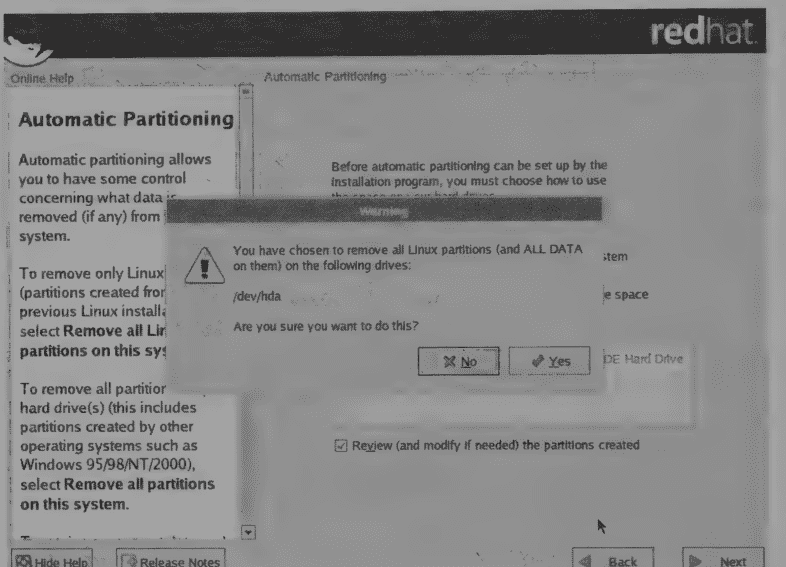 redhat
Online Help
Automatic Partitioning
Automatic Partitioning
Automatic partitioning allows
you to have some control
concerning what data is
removed (if any) from
system.
To remove only Linux
(partitions created from
previous Linux installa
select Remove all Lin
partitions on this sys
To remove all partition
hard drive(s) (this includes
partitions created by other
operating systems such as
Windows 95/98/NT/2000),
select Remove all partitions
on this system.
Before automatic partitioning can be set up by the
installation program, you must choose how to use
the space on your hard drives.
Warning
You have chosen to remove all Linux partitions (and ALL DATA
on them) on the following drives:
/dev/hda
Are you sure you want to do this?
No
Yes
stem
e space
DE Hard Drive
Review (and modify if needed) the partitions created
Hide Help
Release Notes
Back
Next